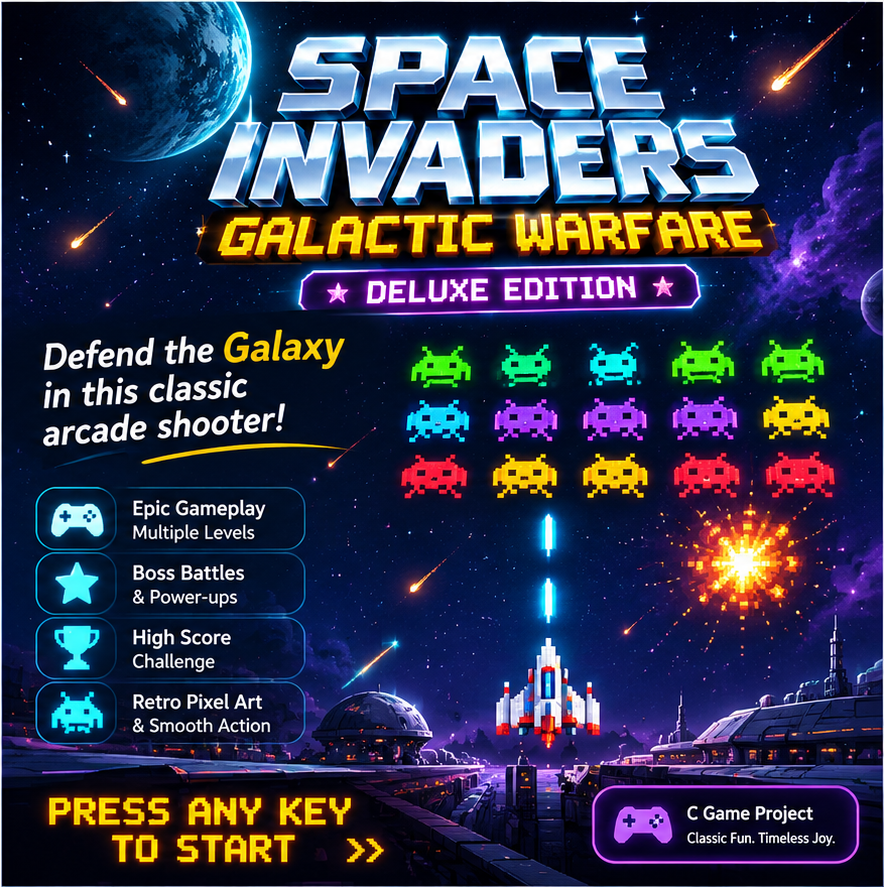 SPACE
INVADERS
GALACTIC WARFARE
DELUXE EDITION
Defend the Galaxy
in this classic
arcade shooter!
Epic Gameplay
Multiple Levels
Boss Battles
& Power-ups
High Score
Challenge
Retro Pixel Art
& Smooth Action
PRESS ANY KEY
TO START >>
C Game Project
Classic Fun. Timeless Joy.